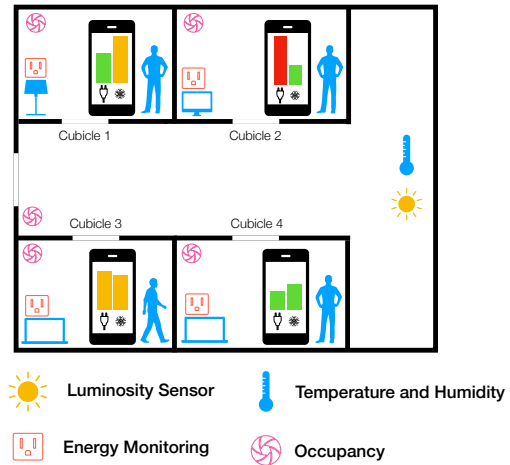 Cubicle 1
Cubicle 2
Cubicle 3
Cubicle 4
Luminosity Sensor
Temperature and Humidity
Energy Monitoring
Occupancy